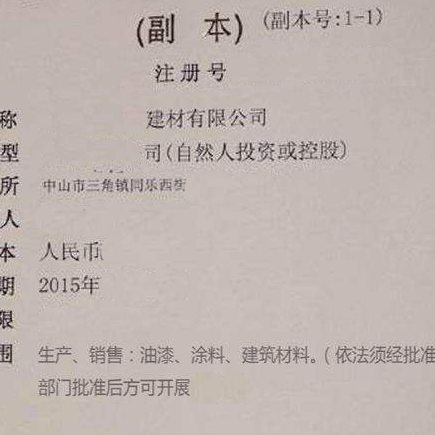 (副 本) (副本号:1-1)
注册号
称 建材有限公司
型 司(自然人投资或控股)
所 中山市三角镇同乐西街
人
本 人民币
期 2015年
限
围 生产、销售:油漆、涂料、建筑材料。(依法须经批准
部门批准后方可开展